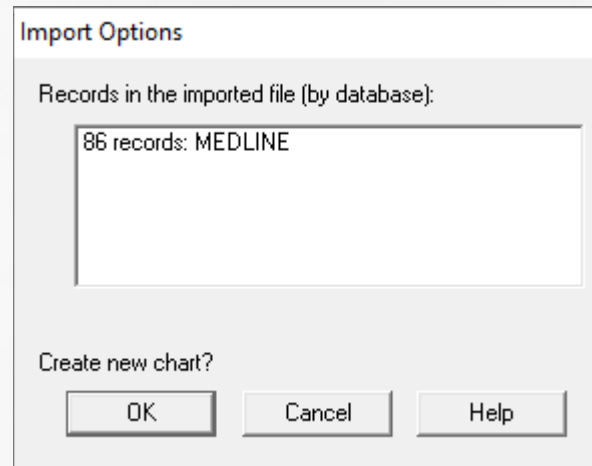 Import Options
Records in the imported file (by database):
86 records: MEDLINE
Create new chart?
OK Cancel Help